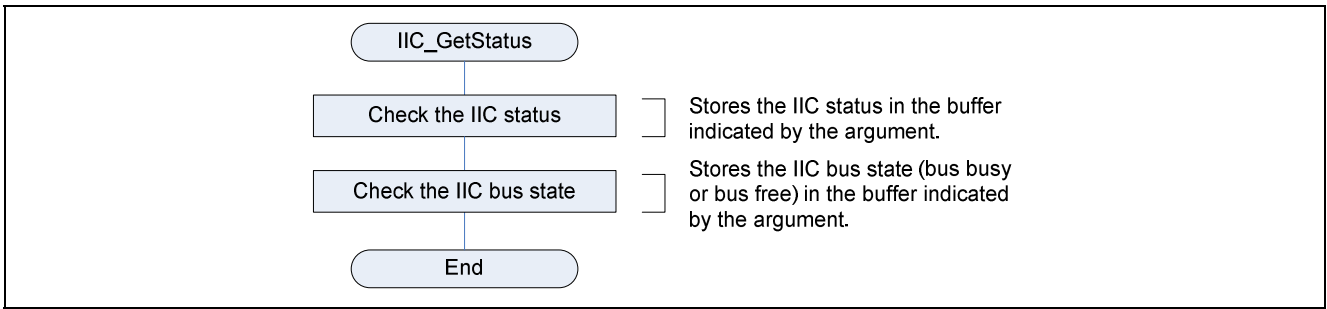 IIC_GetStatus
Check the IIC status
Stores the IIC status in the buffer
indicated by the argument.
Check the IIC bus state
Stores the IIC bus state (bus busy
or bus free) in the buffer indicated
by the argument.
End